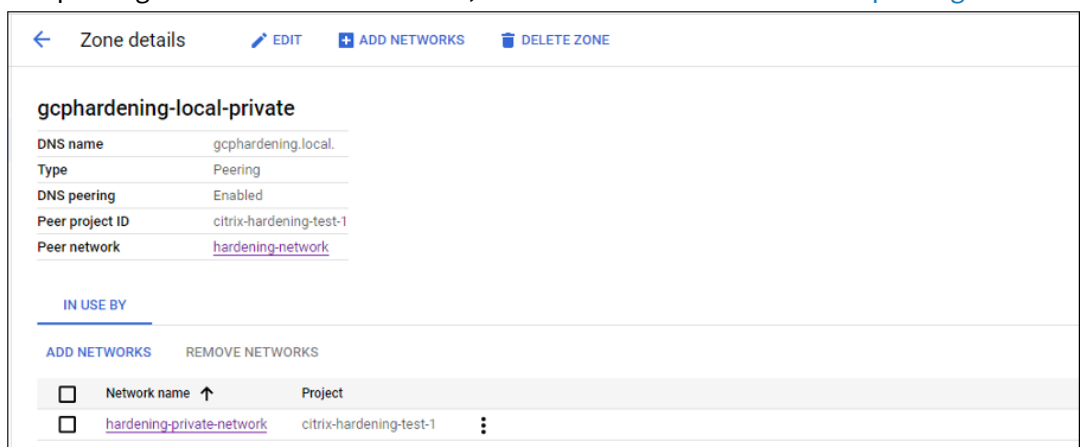 Zone details EDIT ADD NETWORKS DELETE ZONE
gcphardening-local-private
DNS name gcphardening.local.
Type Peering
DNS peering Enabled
Peer project ID citrix-hardening-test-1
Peer network hardening-network
IN USE BY
ADD NETWORKS REMOVE NETWORKS
Network name Project
hardening-private-network citrix-hardening-test-1